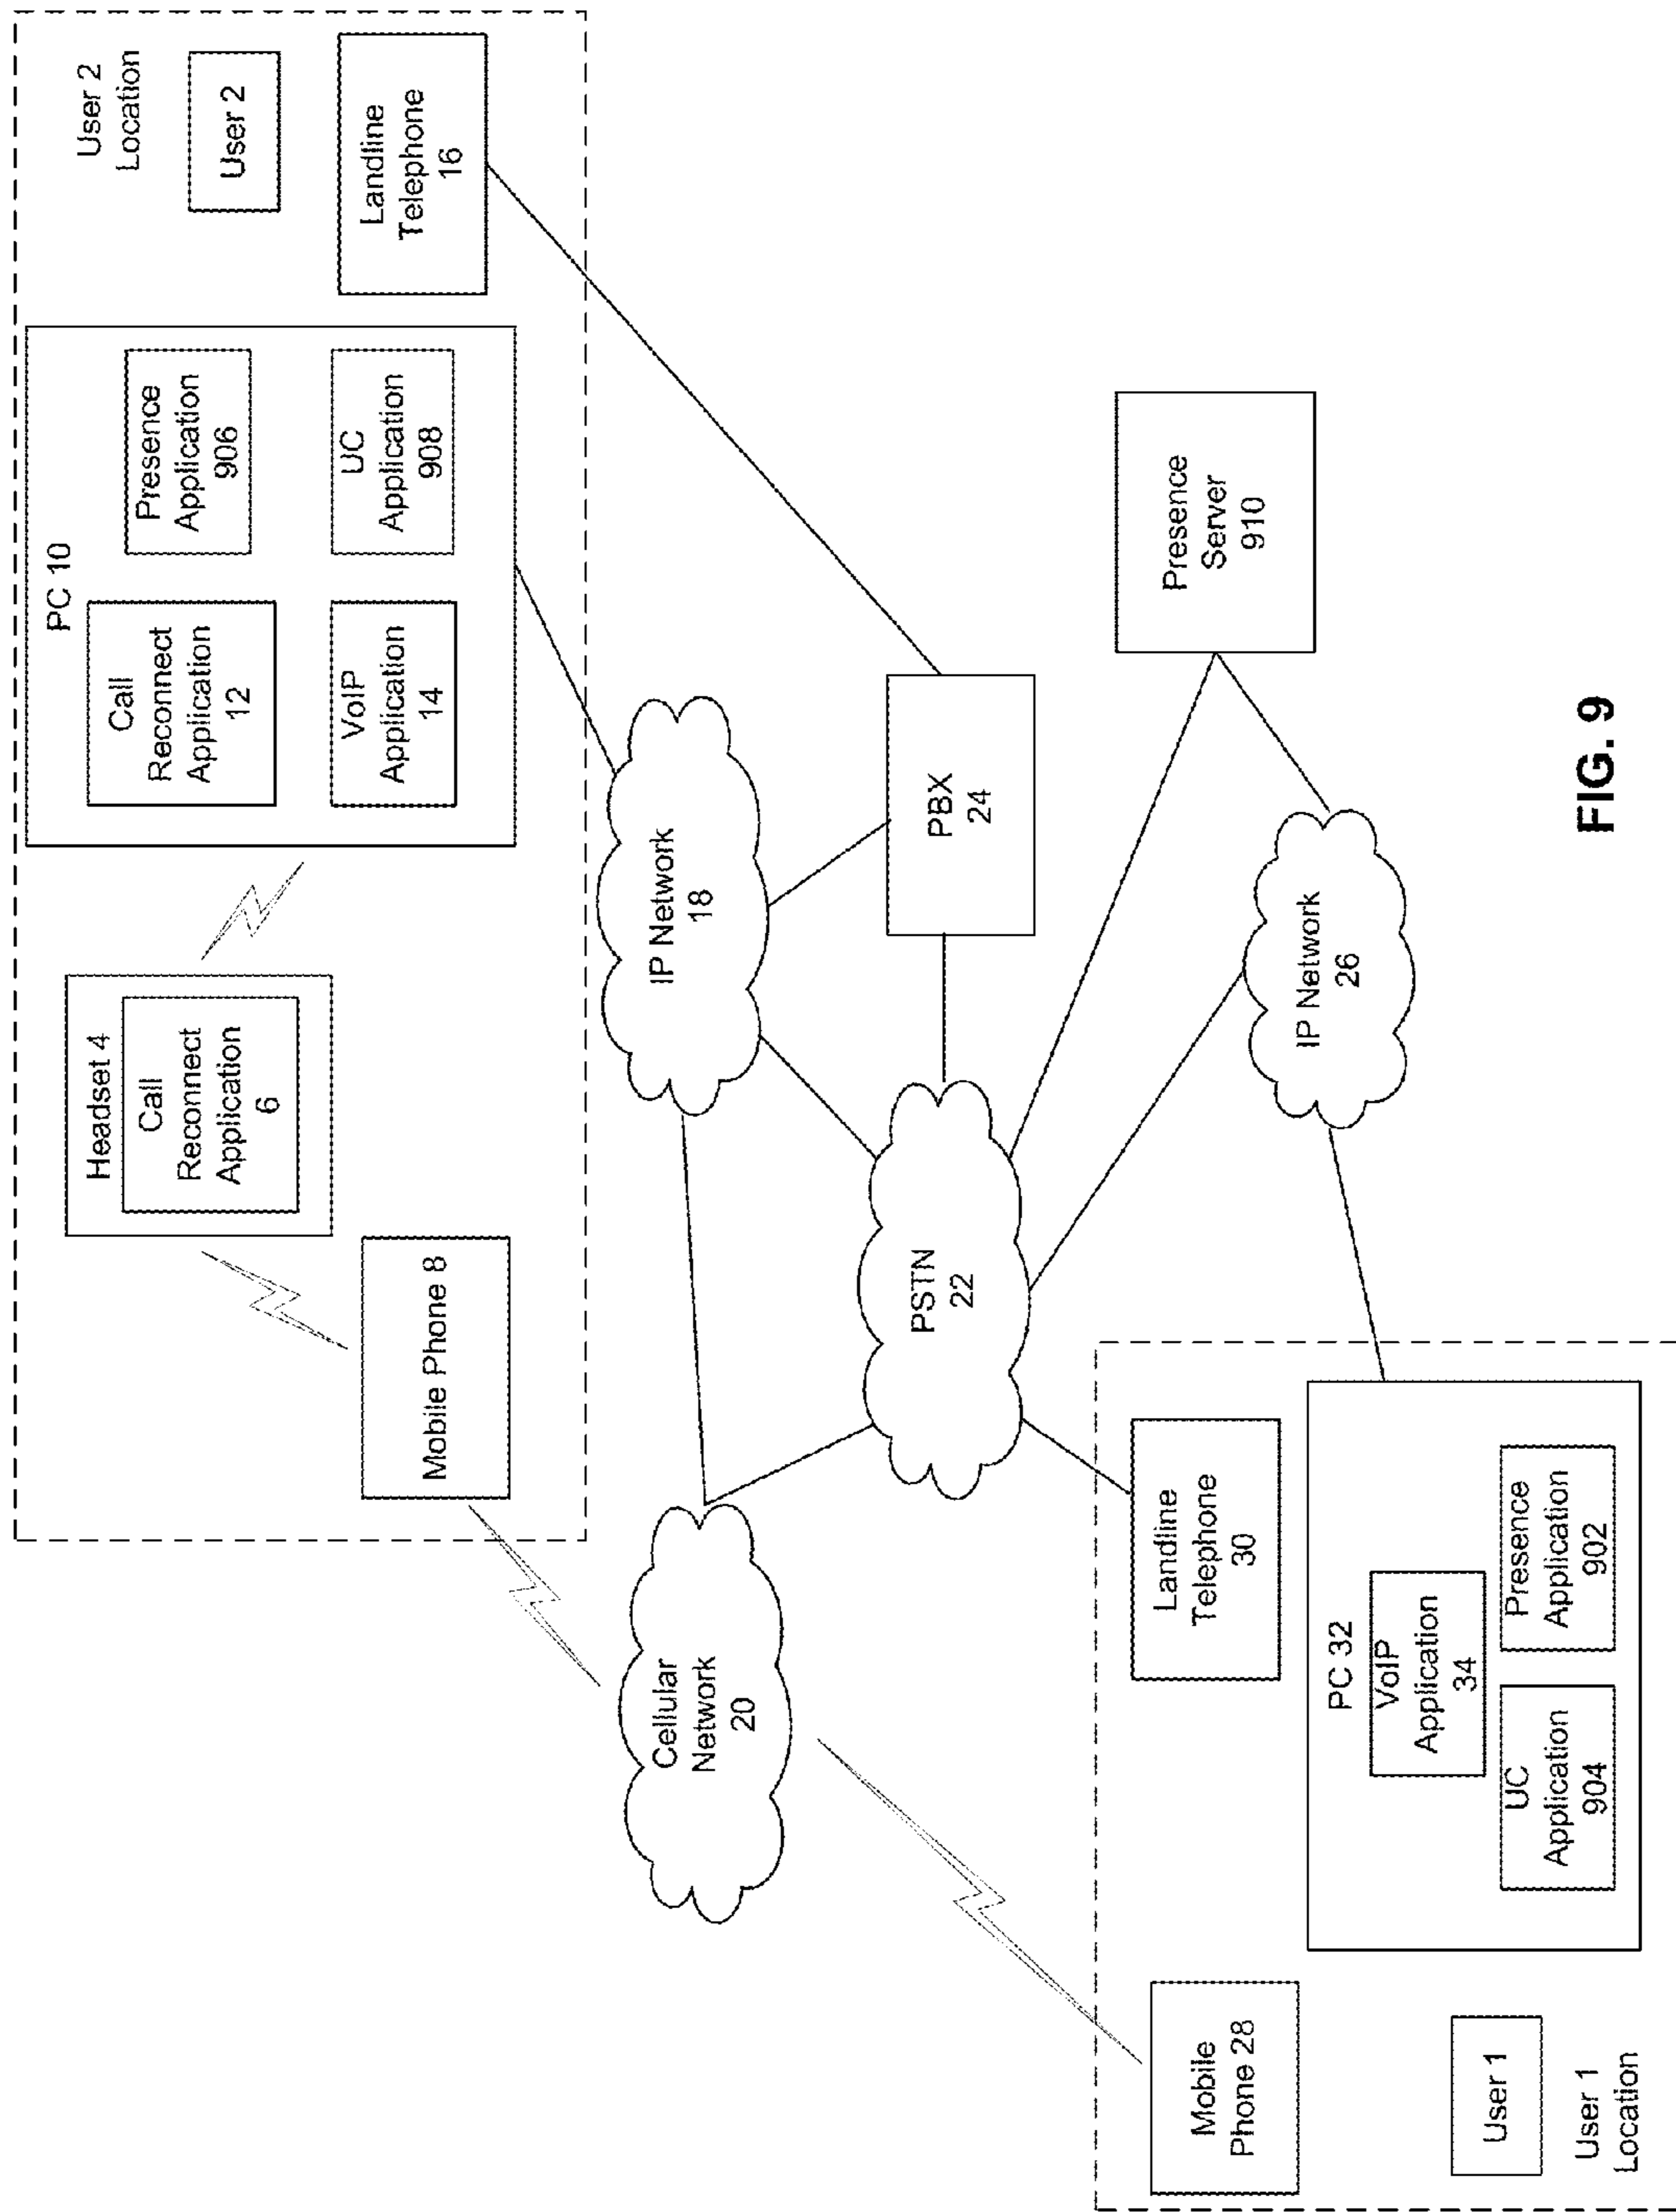 User 2
Location
User 2
Landline
Telephone
16
PC 10
Call
Reconnect
Application
12
Presence
Application
906
VoIP
Application
14
UC
Application
908
Headset 4
Call
Reconnect
Application
6
Mobile Phone 8
IP Network
18
Cellular
Network
20
PBX
24
PSTN
22
Presence
Server
910
IP Network
26
Landline
Telephone
30
Mobile
Phone 28
PC 32
VoIP
Application
34
UC
Application
904
Presence
Application
902
User 1
User 1
Location
FIG. 9